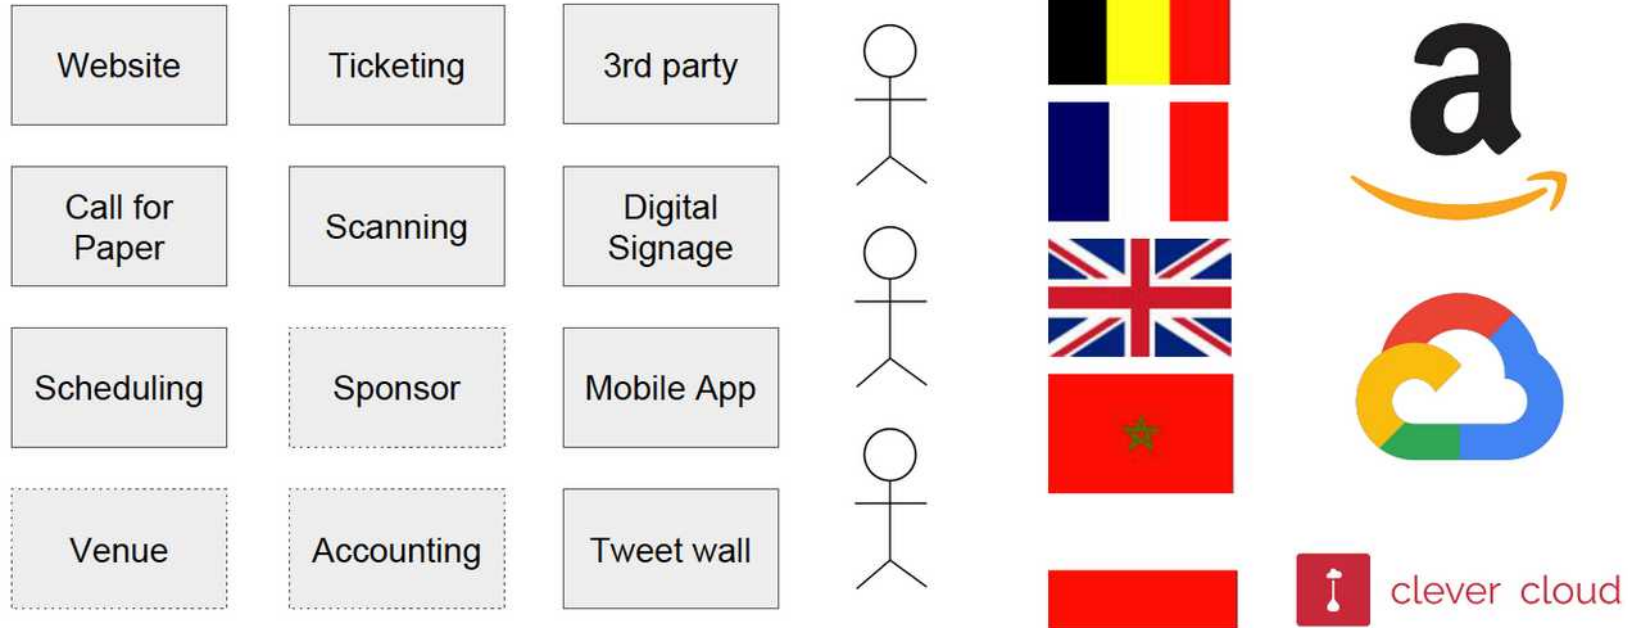 Website
Ticketing
3rd party
Call for
Paper
Scanning
Digital
Signage
Scheduling
Sponsor
Mobile App
Venue
Accounting
Tweet wall
a
clever cloud